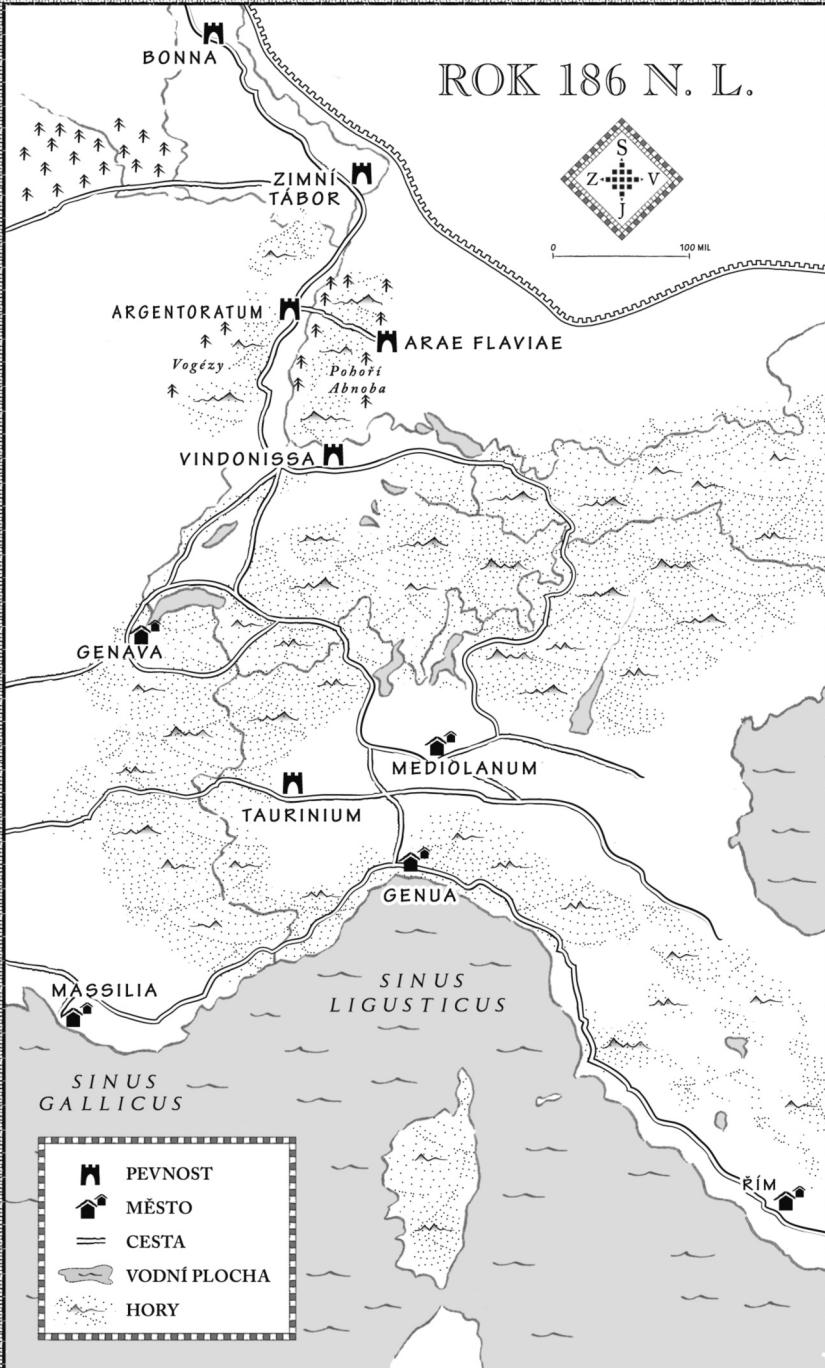 BONNA
ROK 186 N. L.
S
Z V
J
0 100 MIL
ZIMNÍ
TÁBOR
ARGENTORATUM
ARAE FLAVIAE
Vogézy
Pohoří
Abnoba
VINDONISSA
GENAVA
MEDIOLANUM
TAURINIUM
GENUA
MASSILIA
SINUS
LIGUSTICUS
SINUS
GALLICUS
ŘÍM
PEVNOST
MĚSTO
CESTA
VODNÍ PLOCHA
HORY